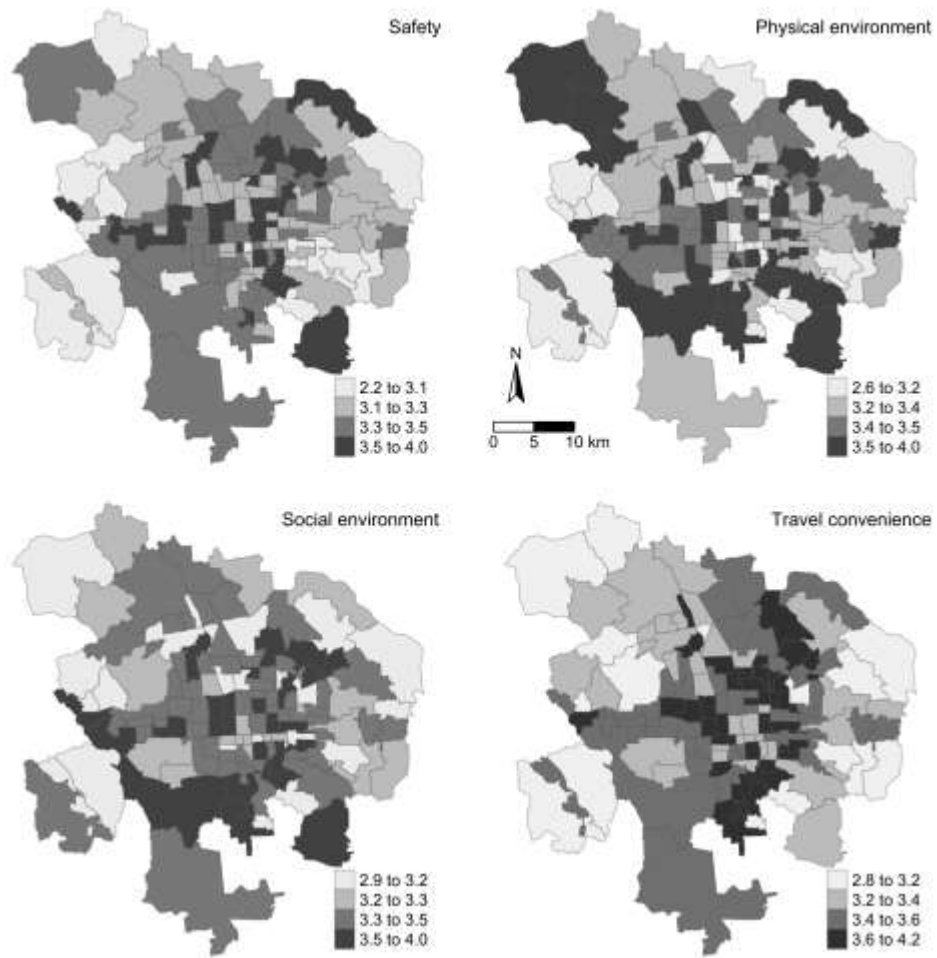 Safety
2.2 to 3.1
3.1 to 3.3
3.3 to 3.5
3.5 to 4.0
Physical environment
N
0 5 10 km
2.6 to 3.2
3.2 to 3.4
3.4 to 3.5
3.5 to 4.0
Social environment
2.9 to 3.2
3.2 to 3.3
3.3 to 3.5
3.5 to 4.0
Travel convenience
2.8 to 3.2
3.2 to 3.4
3.4 to 3.6
3.6 to 4.2